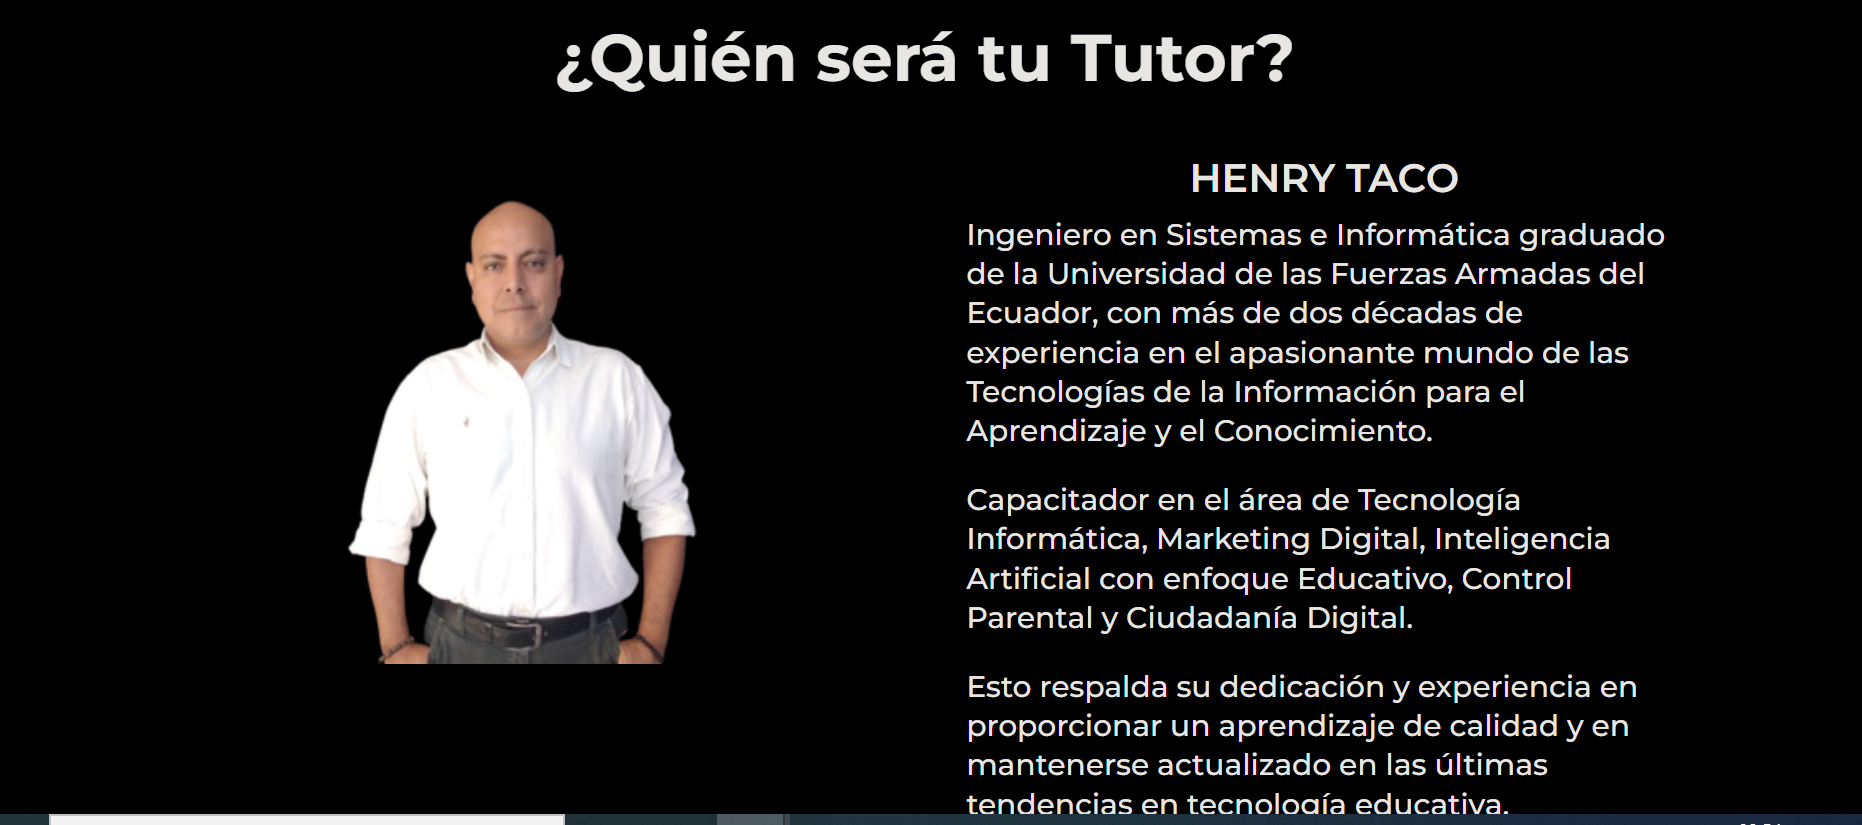 ¿Quién será tu Tutor?
HENRY TACO
Ingeniero en Sistemas e Informática graduado
de la Universidad de las Fuerzas Armadas del
Ecuador, con más de dos décadas de
experiencia en el apasionante mundo de las
Tecnologías de la Información para el
Aprendizaje y el Conocimiento.
Capacitador en el área de Tecnología
Informática, Marketing Digital, Inteligencia
Artificial con enfoque Educativo, Control
Parental y Ciudadanía Digital.
Esto respalda su dedicación y experiencia en
proporcionar un aprendizaje de calidad y en
mantenerse actualizado en las últimas
tendencias en tecnología educativa.